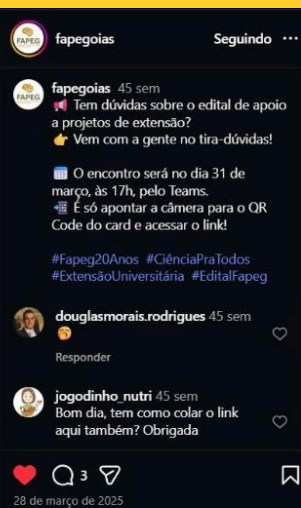 FAPEG
fapegoias
Seguindo ...
FAPEG
fapegoias 45 sem
📢 Tem dúvidas sobre o edital de apoio
a projetos de extensão?
👉 Vem com a gente no tira-dúvidas!
📅 O encontro será no dia 31 de
março, às 17h, pelo Teams.
📲 É só apontar a câmera para o QR
Code do card e acessar o link!
#Fapeg20Anos #CiênciaPraTodos
#ExtensãoUniversitária #EditalFapeg
douglasmorais.rodrigues 45 sem
Responder
jogodinho_nutri 45 sem
Bom dia, tem como colar o link
aqui também? Obrigada
3
28 de março de 2025